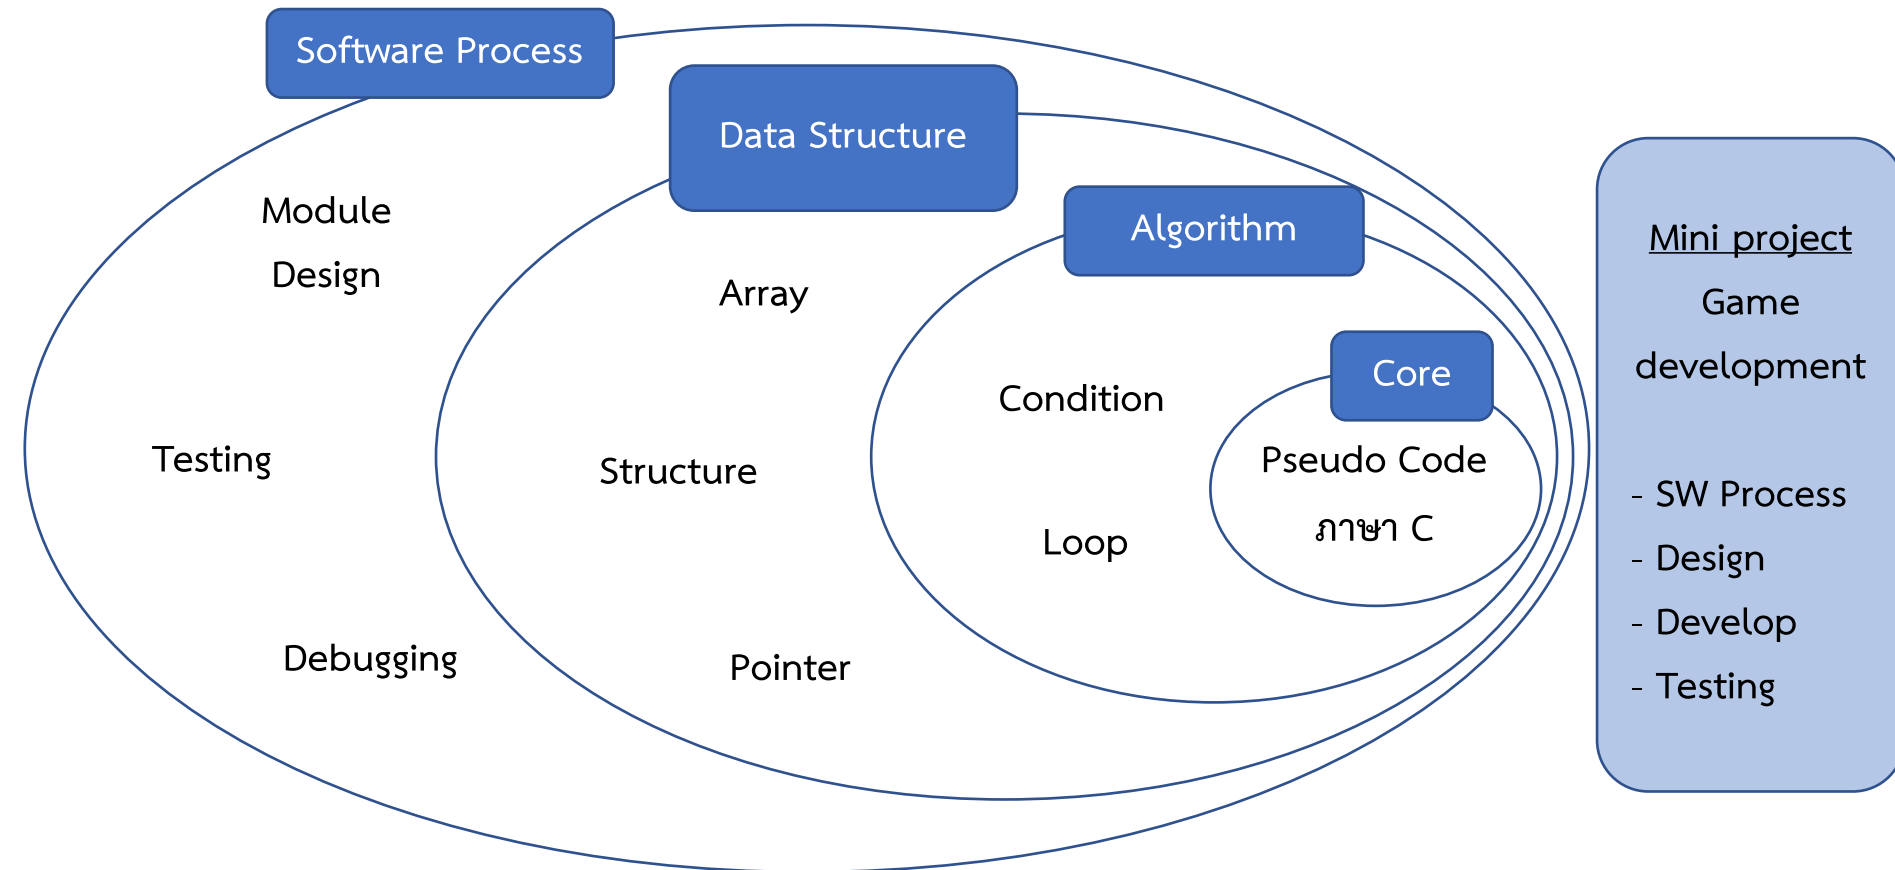 Software Process
Module
Design
Testing
Debugging
Data Structure
Array
Structure
Pointer
Algorithm
Condition
Loop
Core
Pseudo Code
ภาษา C
Mini project
Game
development
- SW Process
- Design
- Develop
- Testing